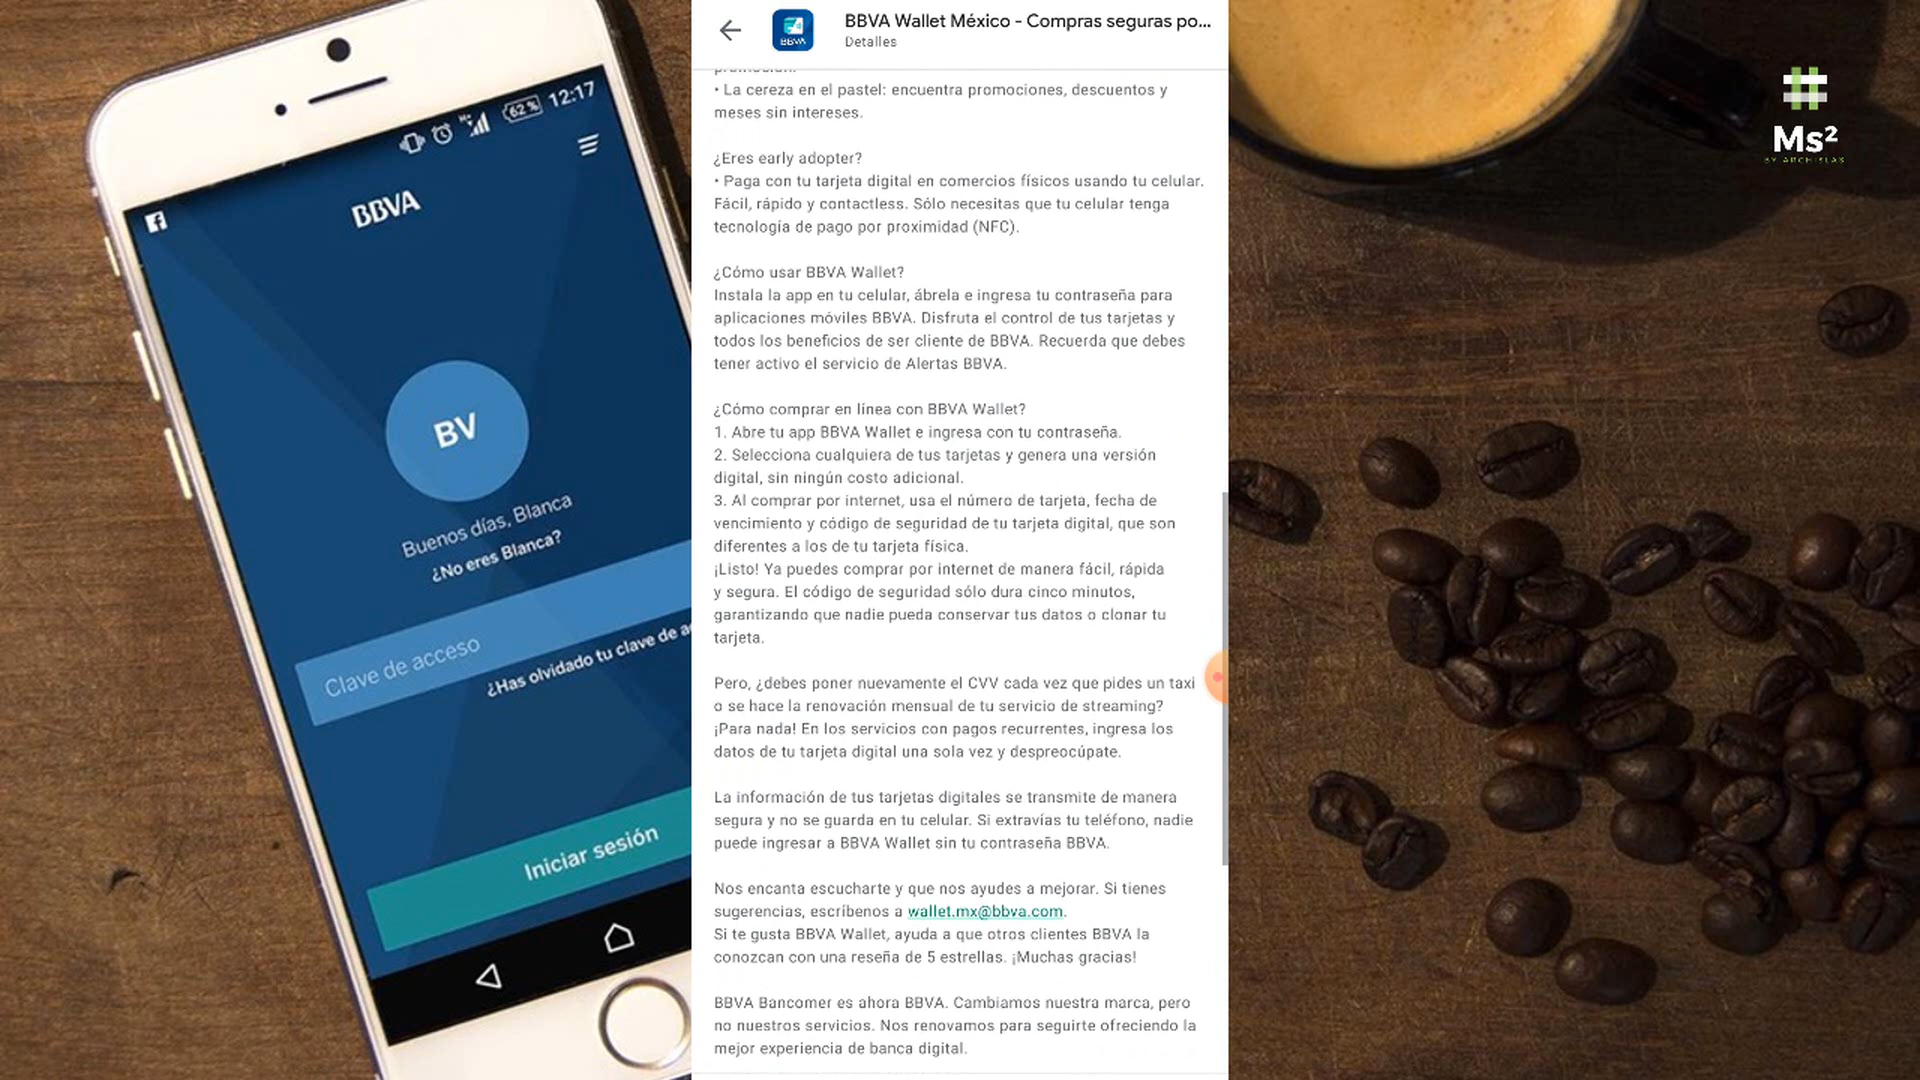 BBVA Wallet México - Compras seguras po...
Detalles
BBVA
• La cereza en el pastel: encuentra promociones, descuentos y
meses sin intereses.
¿Eres early adopter?
• Paga con tu tarjeta digital en comercios físicos usando tu celular.
Fácil, rápido y contactless. Sólo necesitas que tu celular tenga
tecnología de pago por proximidad (NFC).
¿Cómo usar BBVA Wallet?
Instala la app en tu celular, ábrela e ingresa tu contraseña para
aplicaciones móviles BBVA. Disfruta el control de tus tarjetas y
todos los beneficios de ser cliente de BBVA. Recuerda que debes
tener activo el servicio de Alertas BBVA.
¿Cómo comprar en línea con BBVA Wallet?
1. Abre tu app BBVA Wallet e ingresa con tu contraseña.
2. Selecciona cualquiera de tus tarjetas y genera una versión
digital, sin ningún costo adicional.
3. Al comprar por internet, usa el número de tarjeta, fecha de
vencimiento y código de seguridad de tu tarjeta digital, que son
diferentes a los de tu tarjeta física.
¡Listo! Ya puedes comprar por internet de manera fácil, rápida
y segura. El código de seguridad sólo dura cinco minutos,
garantizando que nadie pueda conservar tus datos o clonar tu
tarjeta.
Pero, ¿debes poner nuevamente el CVV cada vez que pides un taxi
o se hace la renovación mensual de tu servicio de streaming?
¡Para nada! En los servicios con pagos recurrentes, ingresa los
datos de tu tarjeta digital una sola vez y despreocúpate.
La información de tus tarjetas digitales se transmite de manera
segura y no se guarda en tu celular. Si extravías tu teléfono, nadie
puede ingresar a BBVA Wallet sin tu contraseña BBVA.
Nos encanta escucharte y que nos ayudes a mejorar. Si tienes
sugerencias, escríbenos a wallet.mx@bbva.com.
Si te gusta BBVA Wallet, ayuda a que otros clientes BBVA la
conozcan con una reseña de 5 estrellas. ¡Muchas gracias!
BBVA Bancomer es ahora BBVA. Cambiamos nuestra marca, pero
no nuestros servicios. Nos renovamos para seguirte ofreciendo la
mejor experiencia de banca digital.
62% 12:17
BBVA
BV
Buenos días, Blanca
¿No eres Blanca?
Clave de acceso
¿Has olvidado tu clave de
Iniciar sesión
Ms²
BY ARCHISLAS